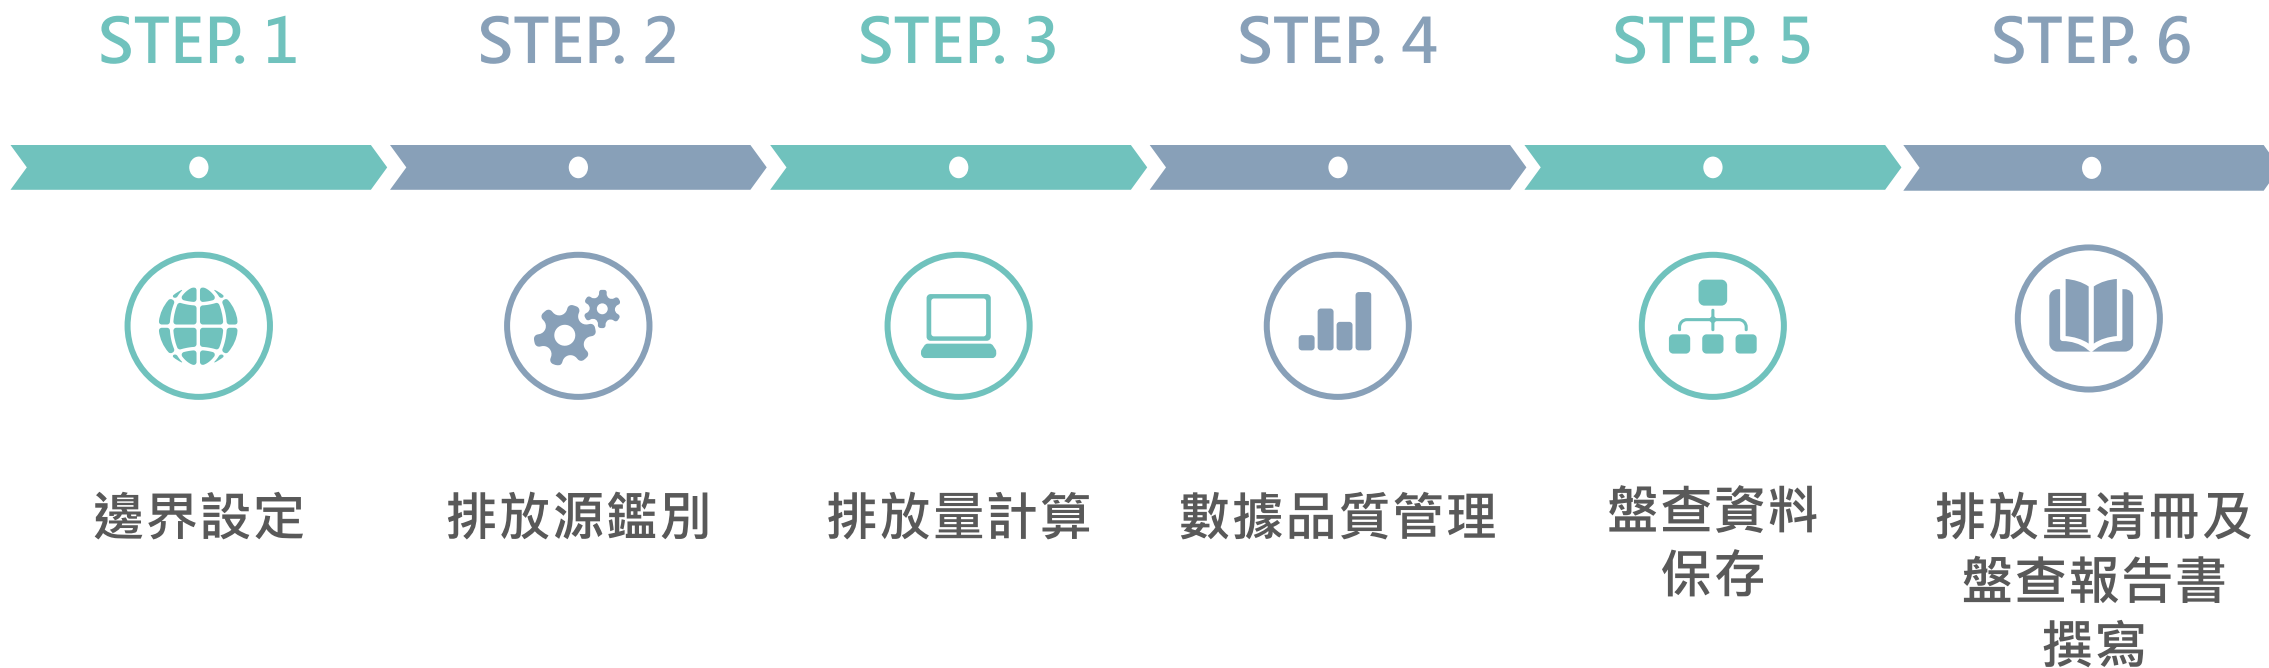 STEP. 1
STEP. 2
STEP. 3
STEP. 4
STEP. 5
STEP. 6
邊界設定
排放源鑑別
排放量計算
數據品質管理
盤查資料
保存
排放量清冊及
盤查報告書
撰寫